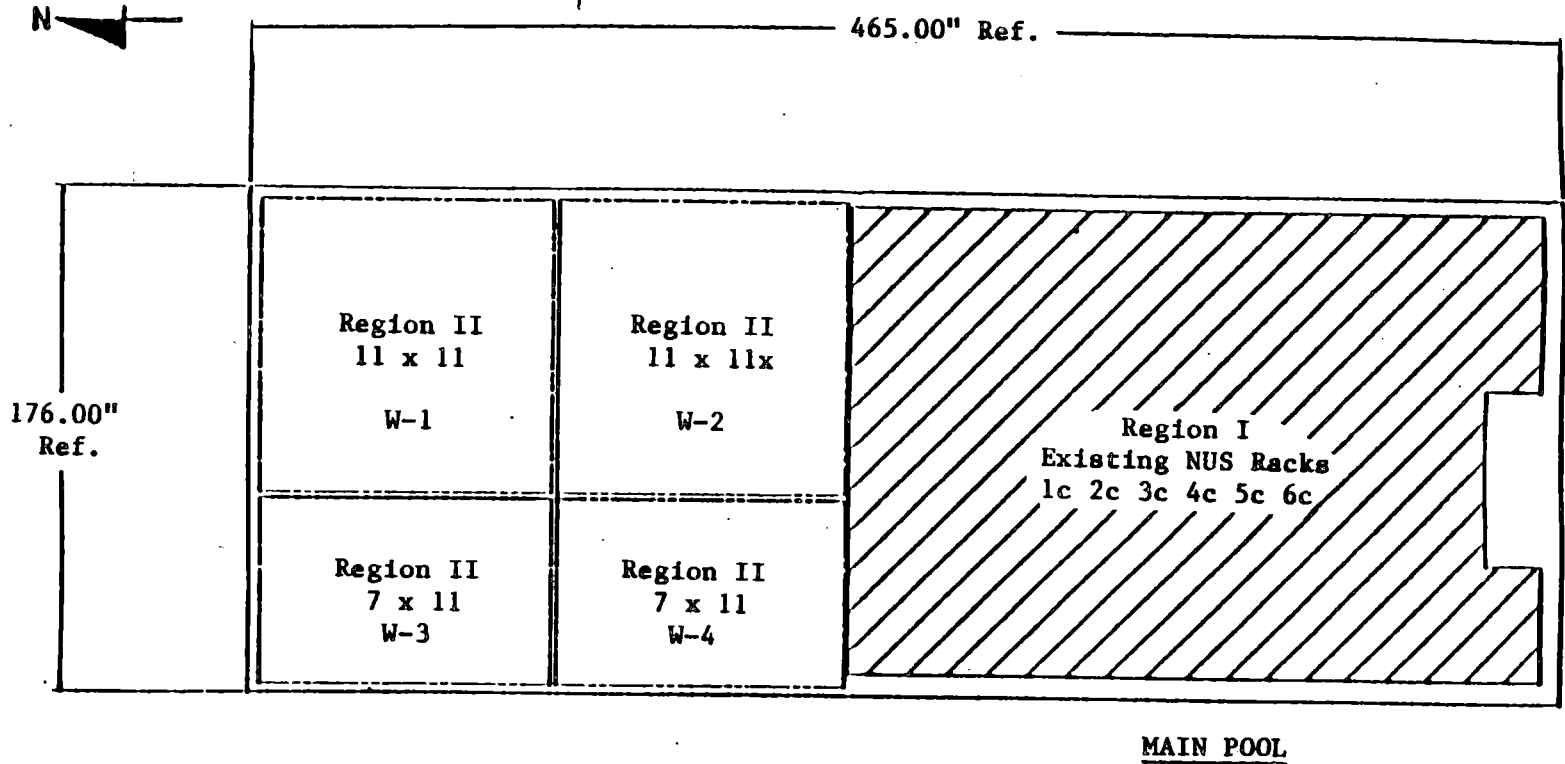 N
465.00" Ref.
176.00"
Ref.
Region II
11 x 11
W-1
Region II
11 x 11x
W-2
Region I
Existing NUS Racks
1c 2c 3c 4c 5c 6c
Region II
7 x 11
W-3
Region II
7 x 11
W-4
MAIN POOL